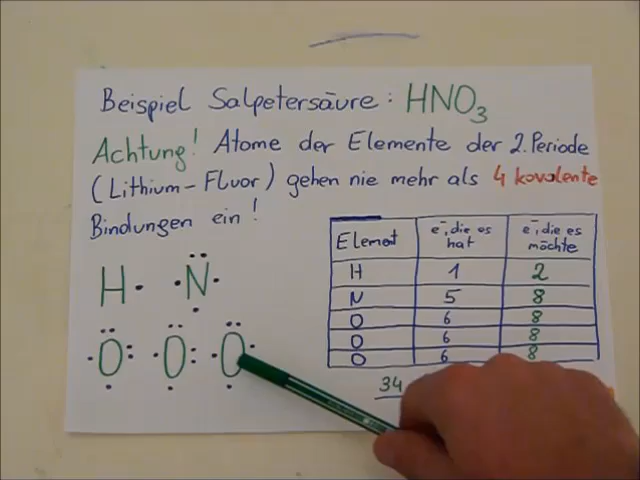 Beispiel Salpetersäure: HNO3
Achtung! Atome der Elemente der 2. Periode
(Lithium-Fluor) gehen nie mehr als 4 kovalente
Bindungen ein!
Element e⁻, die es hat e⁻, die es möchte
H 1 2
N 5 8
O 6 8
O 6 8
O 6 8
34
H N
O O O